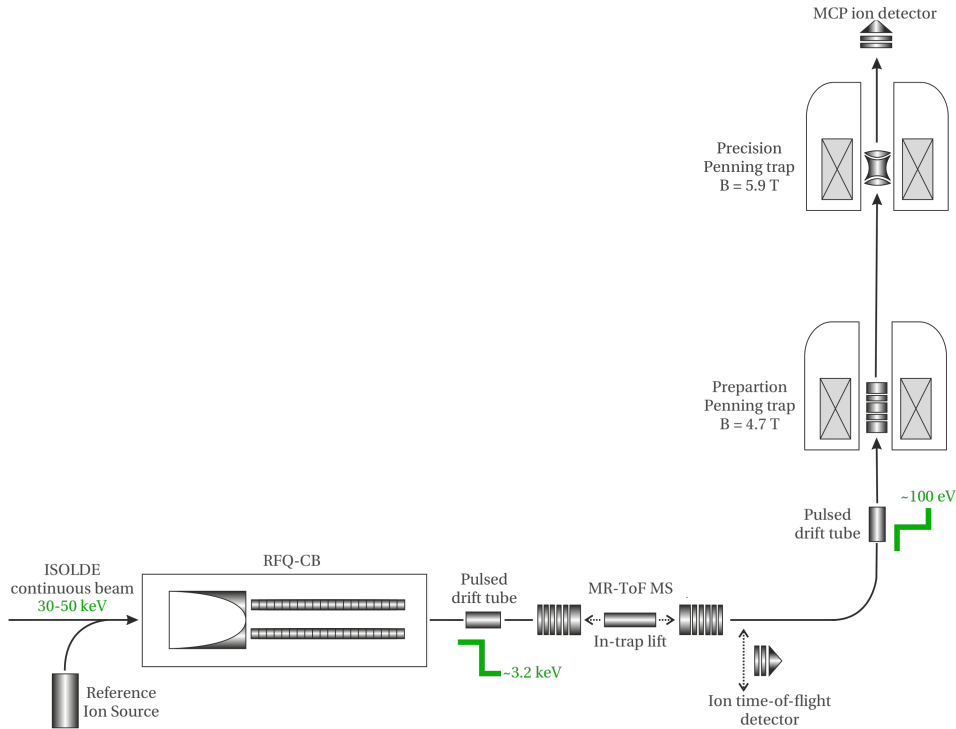 MCP ion detector
Precision
Penning trap
B = 5.9 T
Prepartion
Penning trap
B = 4.7 T
~100 eV
Pulsed
drift tube
ISOLDE
continuous beam
30-50 keV
RFQ-CB
Pulsed
drift tube
MR-ToF MS
In-trap lift
~3.2 keV
Reference
Ion Source
Ion time-of-flight
detector